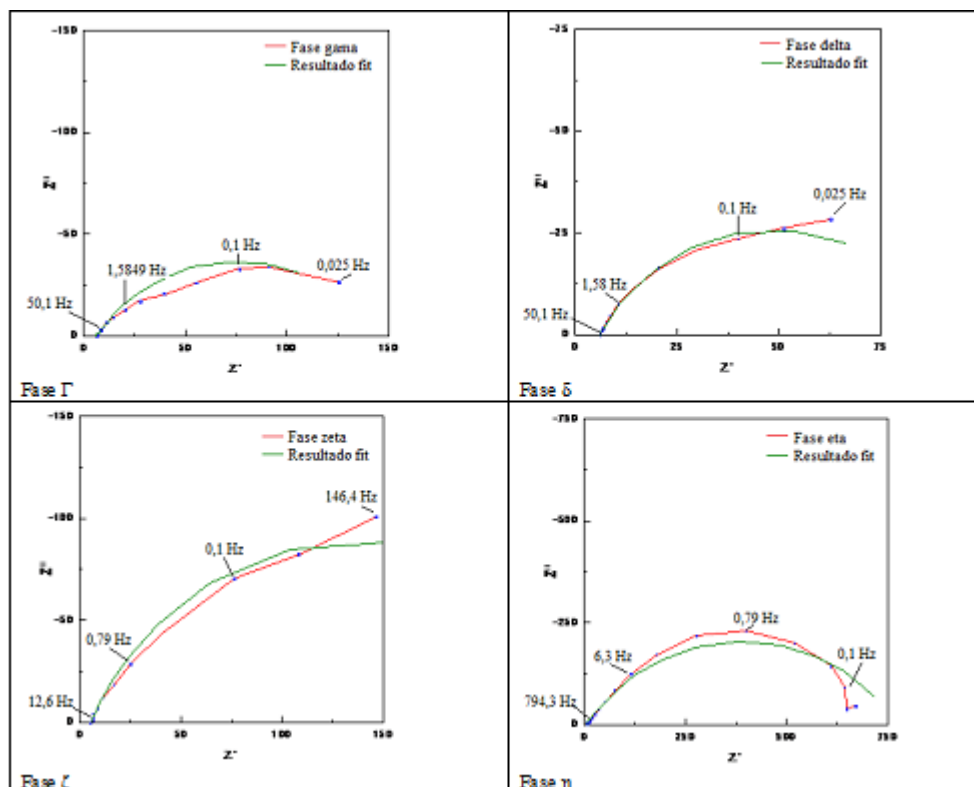 -150
Fase gama
Resultado fit
-100
Z''
-50
0,1 Hz
1,5849 Hz
0,025 Hz
50,1 Hz
0
0 50 100 150
Z'
Fase Γ
-25
Fase delta
Resultado fit
-50
Z''
0,025 Hz
0.1 Hz
-25
1,58 Hz
50,1 Hz
0
0 25 50 75
Z'
Fase δ
-150
Fase zeta
Resultado fit
146,4 Hz
-100
Z''
0,1 Hz
-50
0,79 Hz
12,6 Hz
0
0 50 100 150
Z'
Fase ζ
-750
Fase eta
Resultado fit
-500
Z''
-250
0,79 Hz
6,3 Hz
0,1 Hz
794,3 Hz
0
0 250 500 750
Z'
Fase η